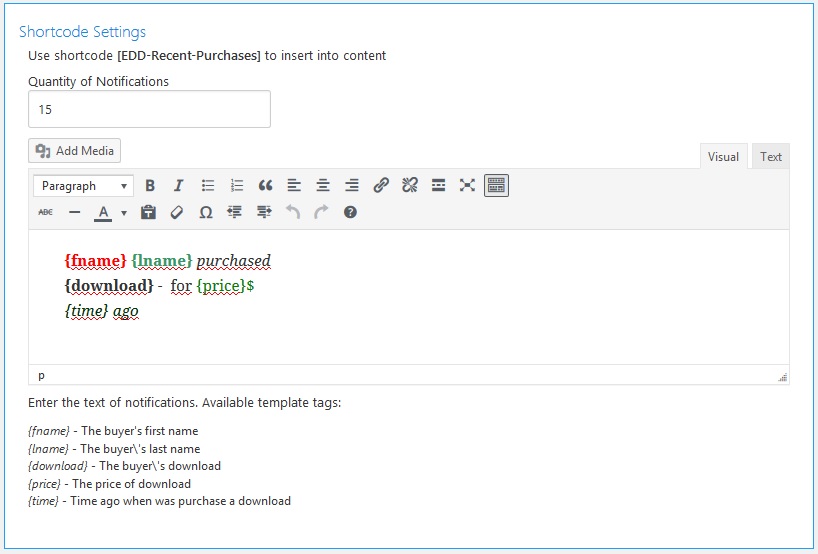 Shortcode Settings
Use shortcode [EDD-Recent-Purchases] to insert into content
Quantity of Notifications
15
Add Media
Visual Text
Paragraph
ABC
{fname} {lname} purchased
{download} -  for {price}$
{time} ago
p
Enter the text of notifications. Available template tags:
{fname} - The buyer's first name
{lname} - The buyer\'s last name
{download} - The buyer\'s download
{price} - The price of download
{time} - Time ago when was purchase a download